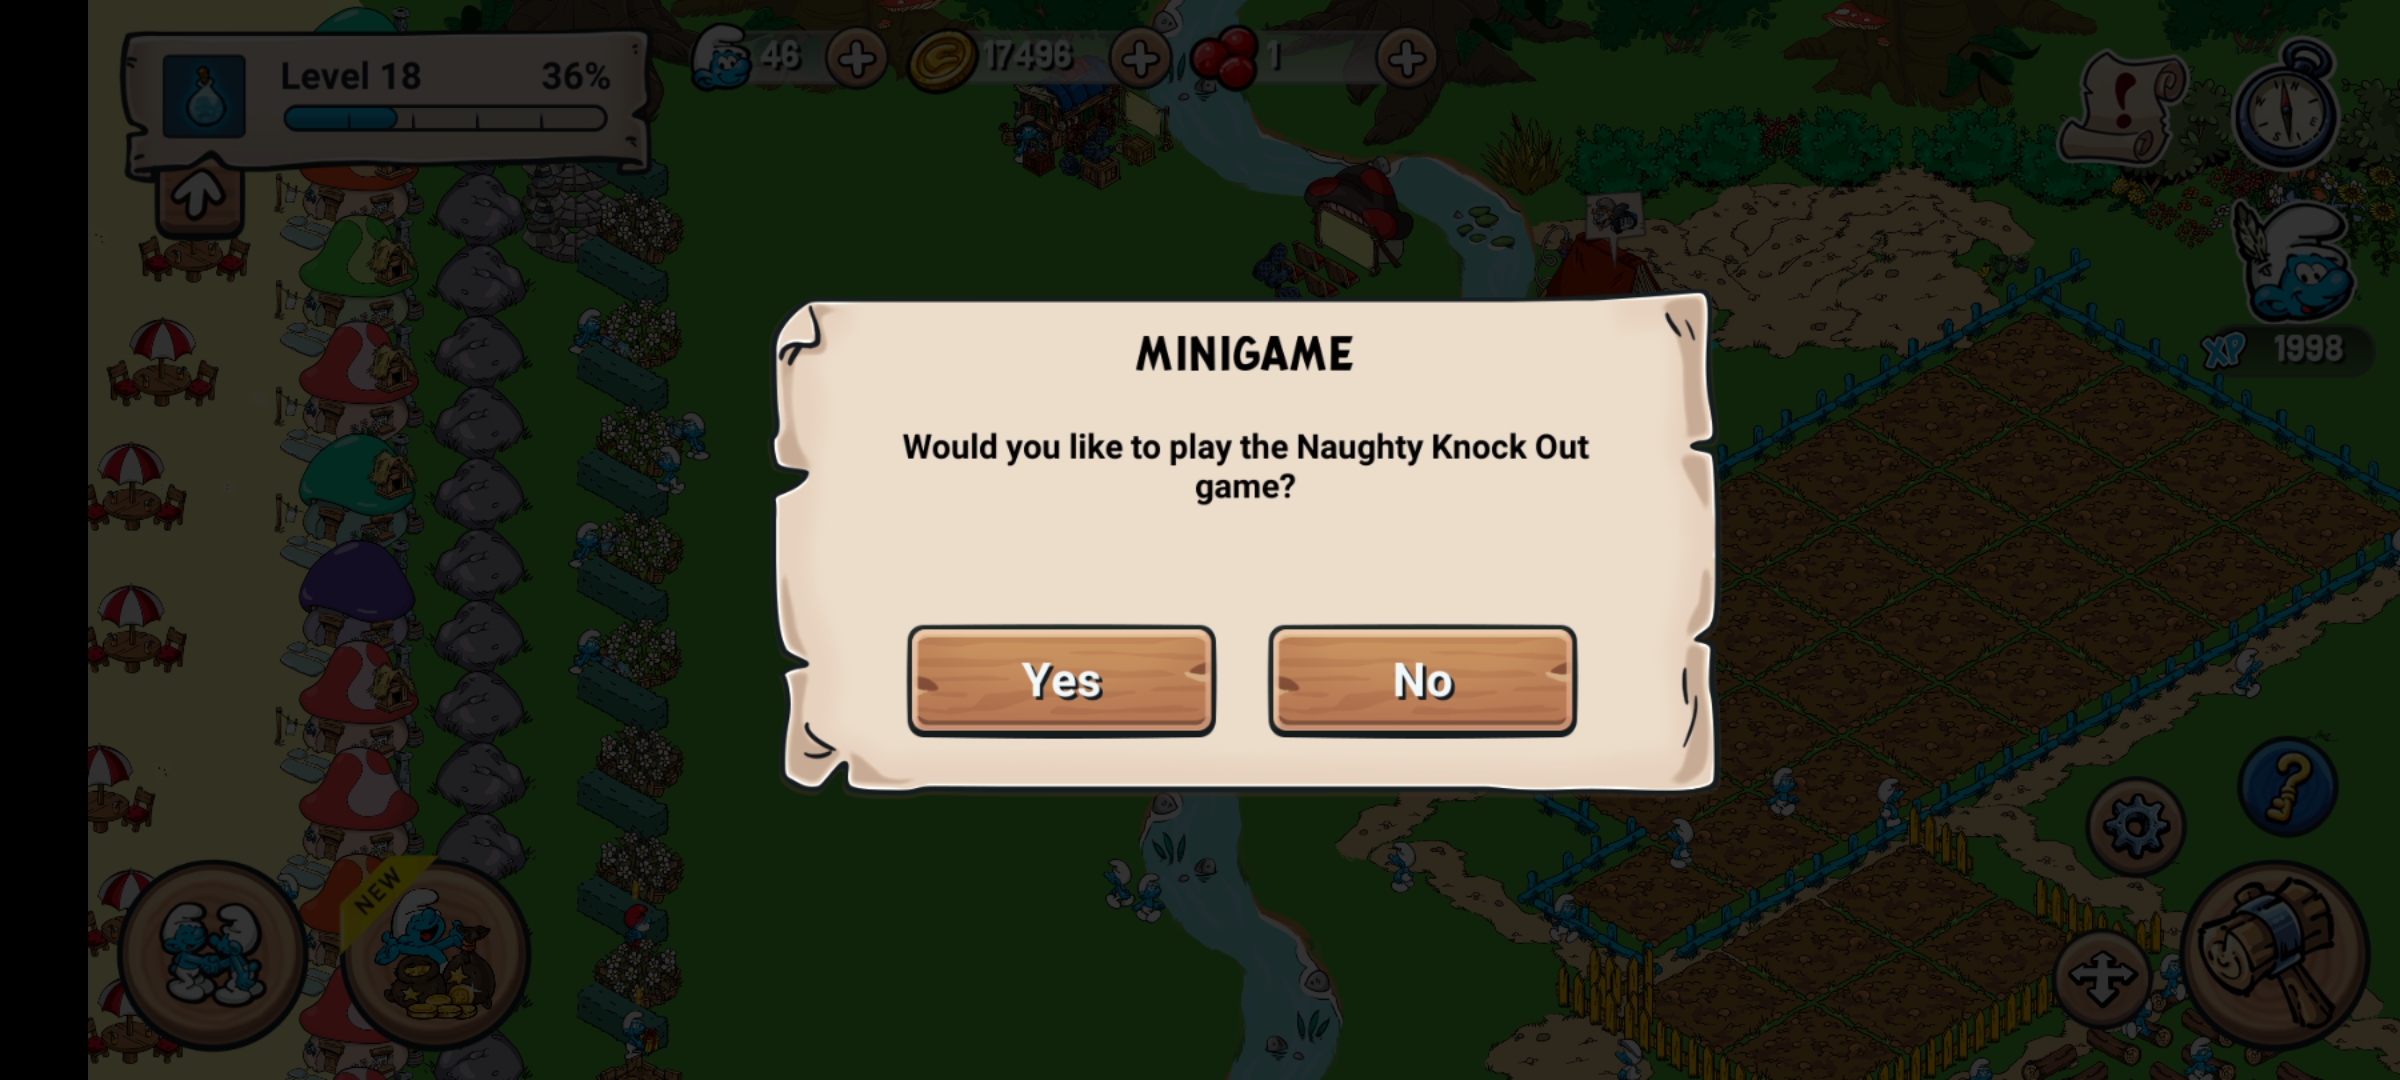 Level 18
36%
46
17496
1
MINIGAME
Would you like to play the Naughty Knock Out
game?
Yes
No
XP 1998
NEW